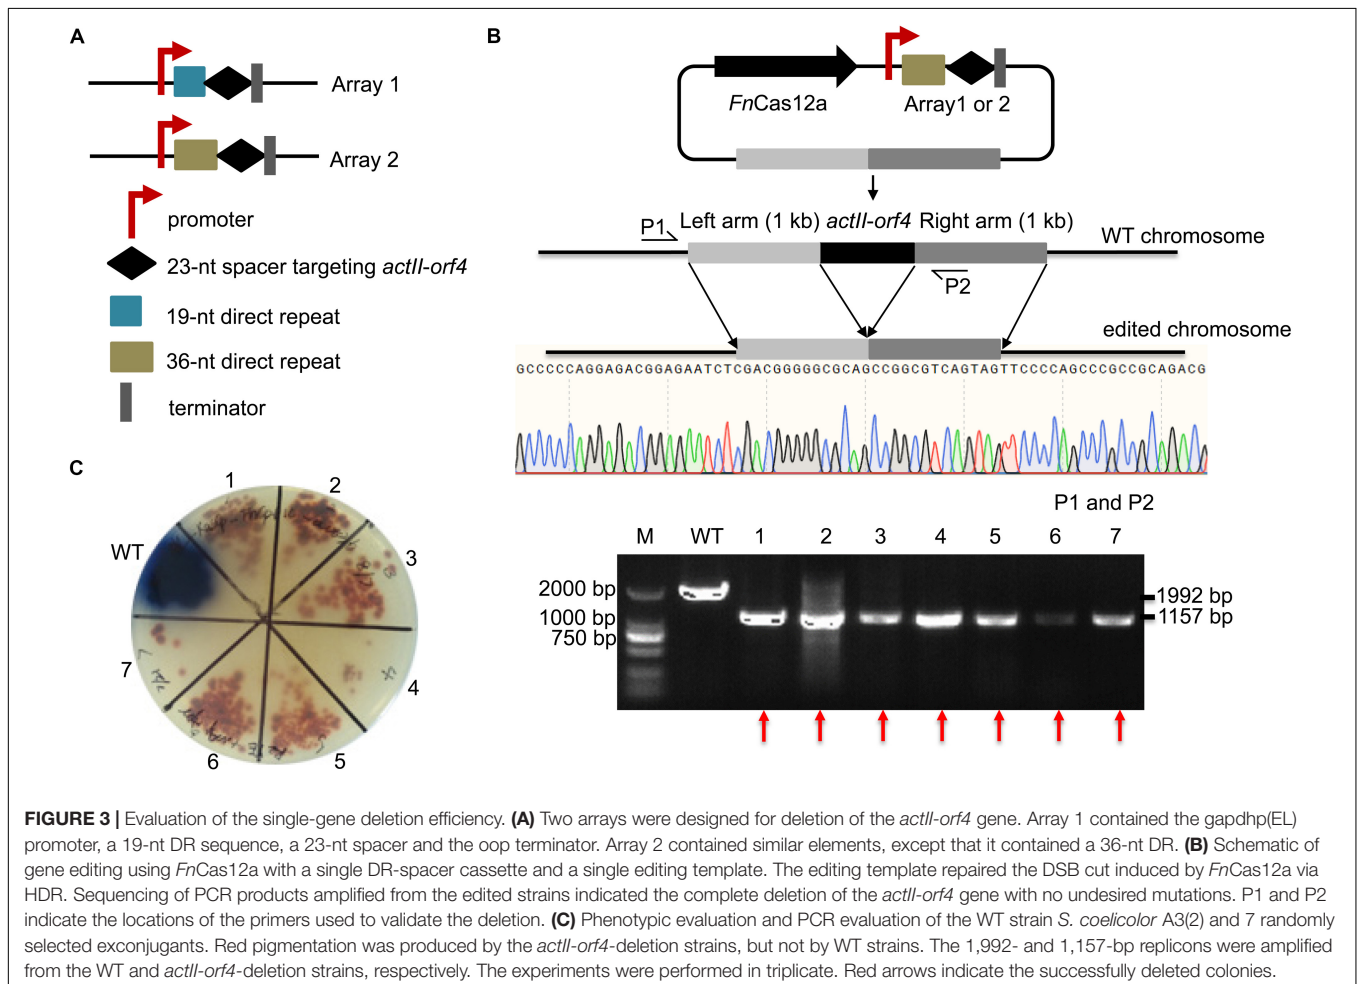 A
Array 1
Array 2
promoter
23-nt spacer targeting actII-orf4
19-nt direct repeat
36-nt direct repeat
terminator
B
FnCas12a
Array1 or 2
P1
Left arm (1 kb) actII-orf4 Right arm (1 kb)
WT chromosome
P2
edited chromosome
GCCCCCAGGAGACGGAGAATCTCGACGGGGGCGCAGCCGGCGTCAGTAGTTCCCCAGCCCGCCGCAGACG
C
1
2
WT
3
7
4
6
5
P1 and P2
M WT 1 2 3 4 5 6 7
2000 bp
1000 bp
750 bp
1992 bp
1157 bp
FIGURE 3 | Evaluation of the single-gene deletion efficiency. (A) Two arrays were designed for deletion of the actII-orf4 gene. Array 1 contained the gapdhp(EL)
promoter, a 19-nt DR sequence, a 23-nt spacer and the oop terminator. Array 2 contained similar elements, except that it contained a 36-nt DR. (B) Schematic of
gene editing using FnCas12a with a single DR-spacer cassette and a single editing template. The editing template repaired the DSB cut induced by FnCas12a via
HDR. Sequencing of PCR products amplified from the edited strains indicated the complete deletion of the actII-orf4 gene with no undesired mutations. P1 and P2
indicate the locations of the primers used to validate the deletion. (C) Phenotypic evaluation and PCR evaluation of the WT strain S. coelicolor A3(2) and 7 randomly
selected exconjugants. Red pigmentation was produced by the actII-orf4-deletion strains, but not by WT strains. The 1,992- and 1,157-bp replicons were amplified
from the WT and actII-orf4-deletion strains, respectively. The experiments were performed in triplicate. Red arrows indicate the successfully deleted colonies.